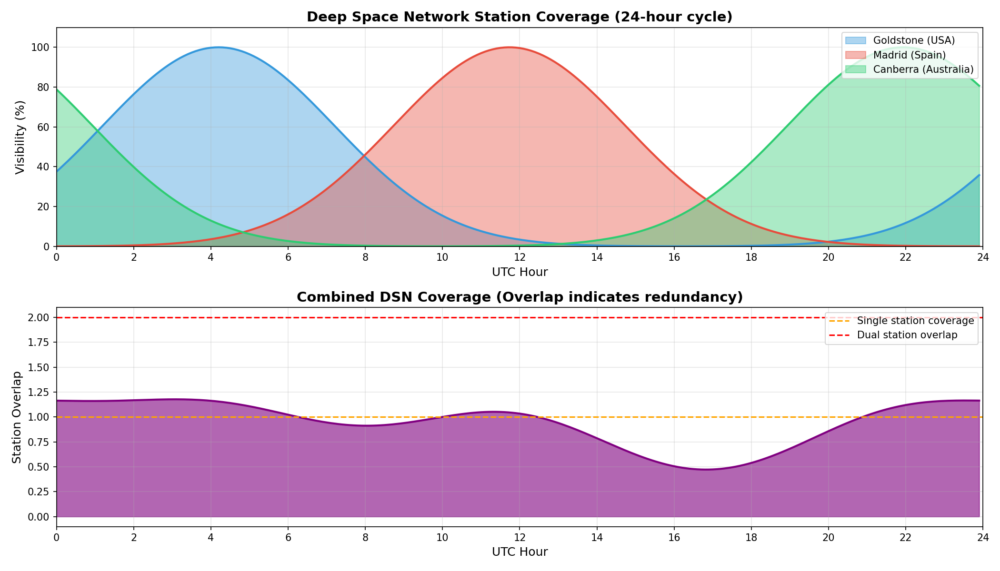 Deep Space Network Station Coverage (24-hour cycle)
Goldstone (USA)
Madrid (Spain)
Canberra (Australia)
Visibility (%)
100
80
60
40
20
0
0 2 4 6 8 10 12 14 16 18 20 22 24
UTC Hour
Combined DSN Coverage (Overlap indicates redundancy)
Single station coverage
Dual station overlap
Station Overlap
2.00
1.75
1.50
1.25
1.00
0.75
0.50
0.25
0.00
0 2 4 6 8 10 12 14 16 18 20 22 24
UTC Hour